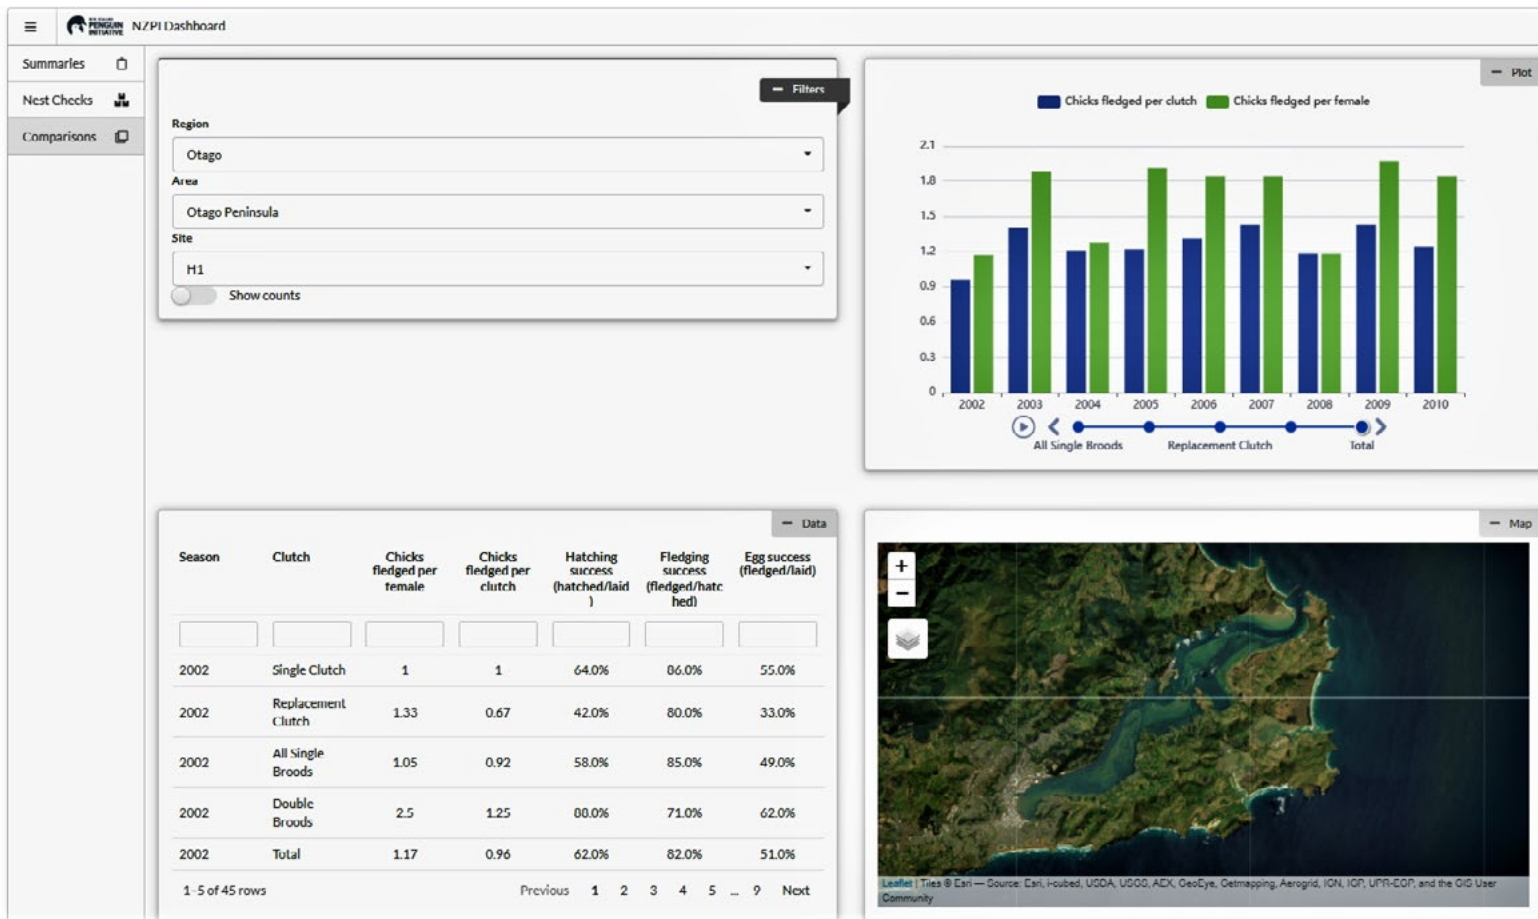 NEW ZEALAND
PENGUIN
INITIATIVE
NZPI Dashboard
Summaries
Nest Checks
Comparisons
Filters
Region
Otago
Area
Otago Peninsula
Site
H1
Show counts
Plot
Chicks fledged per clutch Chicks fledged per female
2.1
1.8
1.5
1.2
0.9
0.6
0.3
0
2002 2003 2004 2005 2006 2007 2008 2009 2010
All Single Broods Replacement Clutch Total
Data
Season Clutch Chicks fledged per female Chicks fledged per clutch Hatching success (hatched/laid) Fledging success (fledged/hatched) Egg success (fledged/laid)
2002 Single Clutch 1 1 64.0% 86.0% 55.0%
2002 Replacement Clutch 1.33 0.67 42.0% 80.0% 33.0%
2002 All Single Broods 1.05 0.92 58.0% 85.0% 49.0%
2002 Double Broods 2.5 1.25 88.0% 71.0% 62.0%
2002 Total 1.17 0.96 62.0% 82.0% 51.0%
1–5 of 45 rows Previous 1 2 3 4 5 ... 9 Next
Map
+
−
Leaflet | Tiles © Esri — Source: Esri, i-cubed, USDA, USGS, AEX, GeoEye, Getmapping, Aerogrid, IGN, IGP, UPR-EGP, and the GIS User
Community